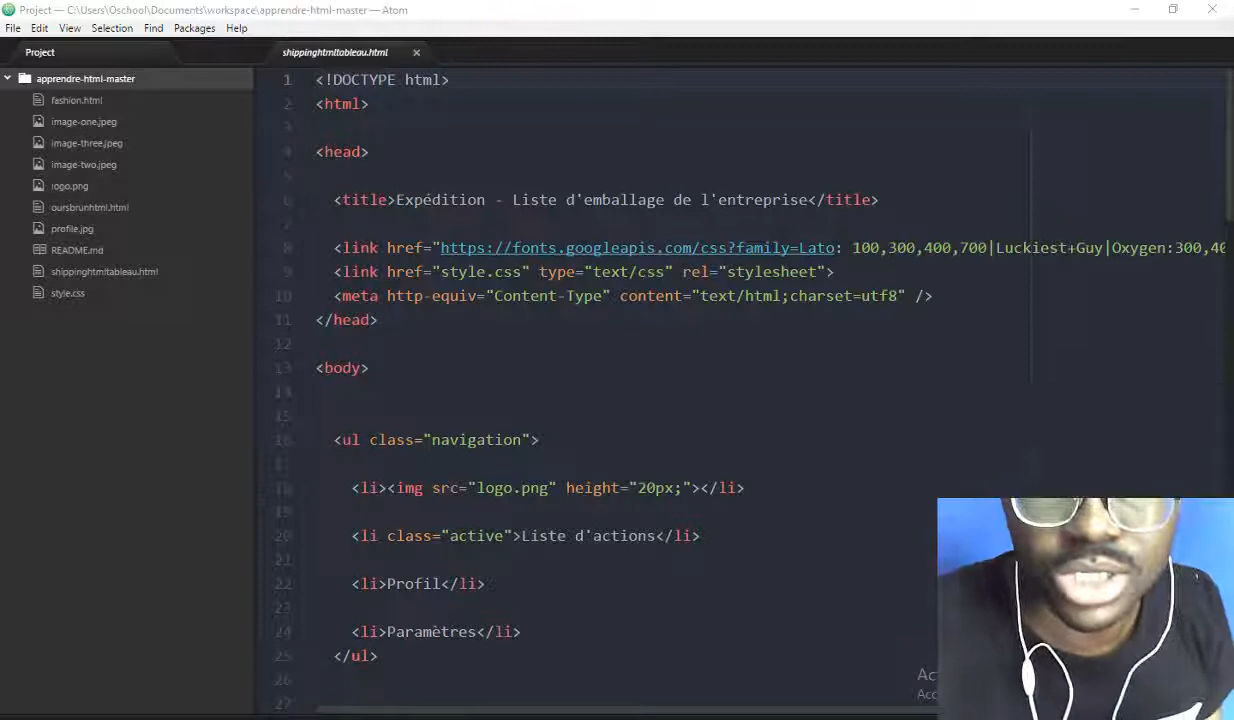 Project — C:\Users\Oschool\Documents\workspace\apprendre-html-master — Atom
File Edit View Selection Find Packages Help
Project
shippinghtmltableau.html
apprendre-html-master
fashion.html
image-one.jpeg
image-three.jpeg
image-two.jpeg
logo.png
oursbrunhtml.html
profile.jpg
README.md
shippinghtmltableau.html
style.css
1 <!DOCTYPE html>
2 <html>
3
4 <head>
5
6 <title>Expédition - Liste d'emballage de l'entreprise</title>
7
8 <link href="https://fonts.googleapis.com/css?family=Lato: 100,300,400,700|Luckiest+Guy|Oxygen:300,40
9 <link href="style.css" type="text/css" rel="stylesheet">
10 <meta http-equiv="Content-Type" content="text/html;charset=utf8" />
11 </head>
12
13 <body>
14
15
16 <ul class="navigation">
17
18 <li><img src="logo.png" height="20px;"></li>
19
20 <li class="active">Liste d'actions</li>
21
22 <li>Profil</li>
23
24 <li>Paramètres</li>
25 </ul>
26
27